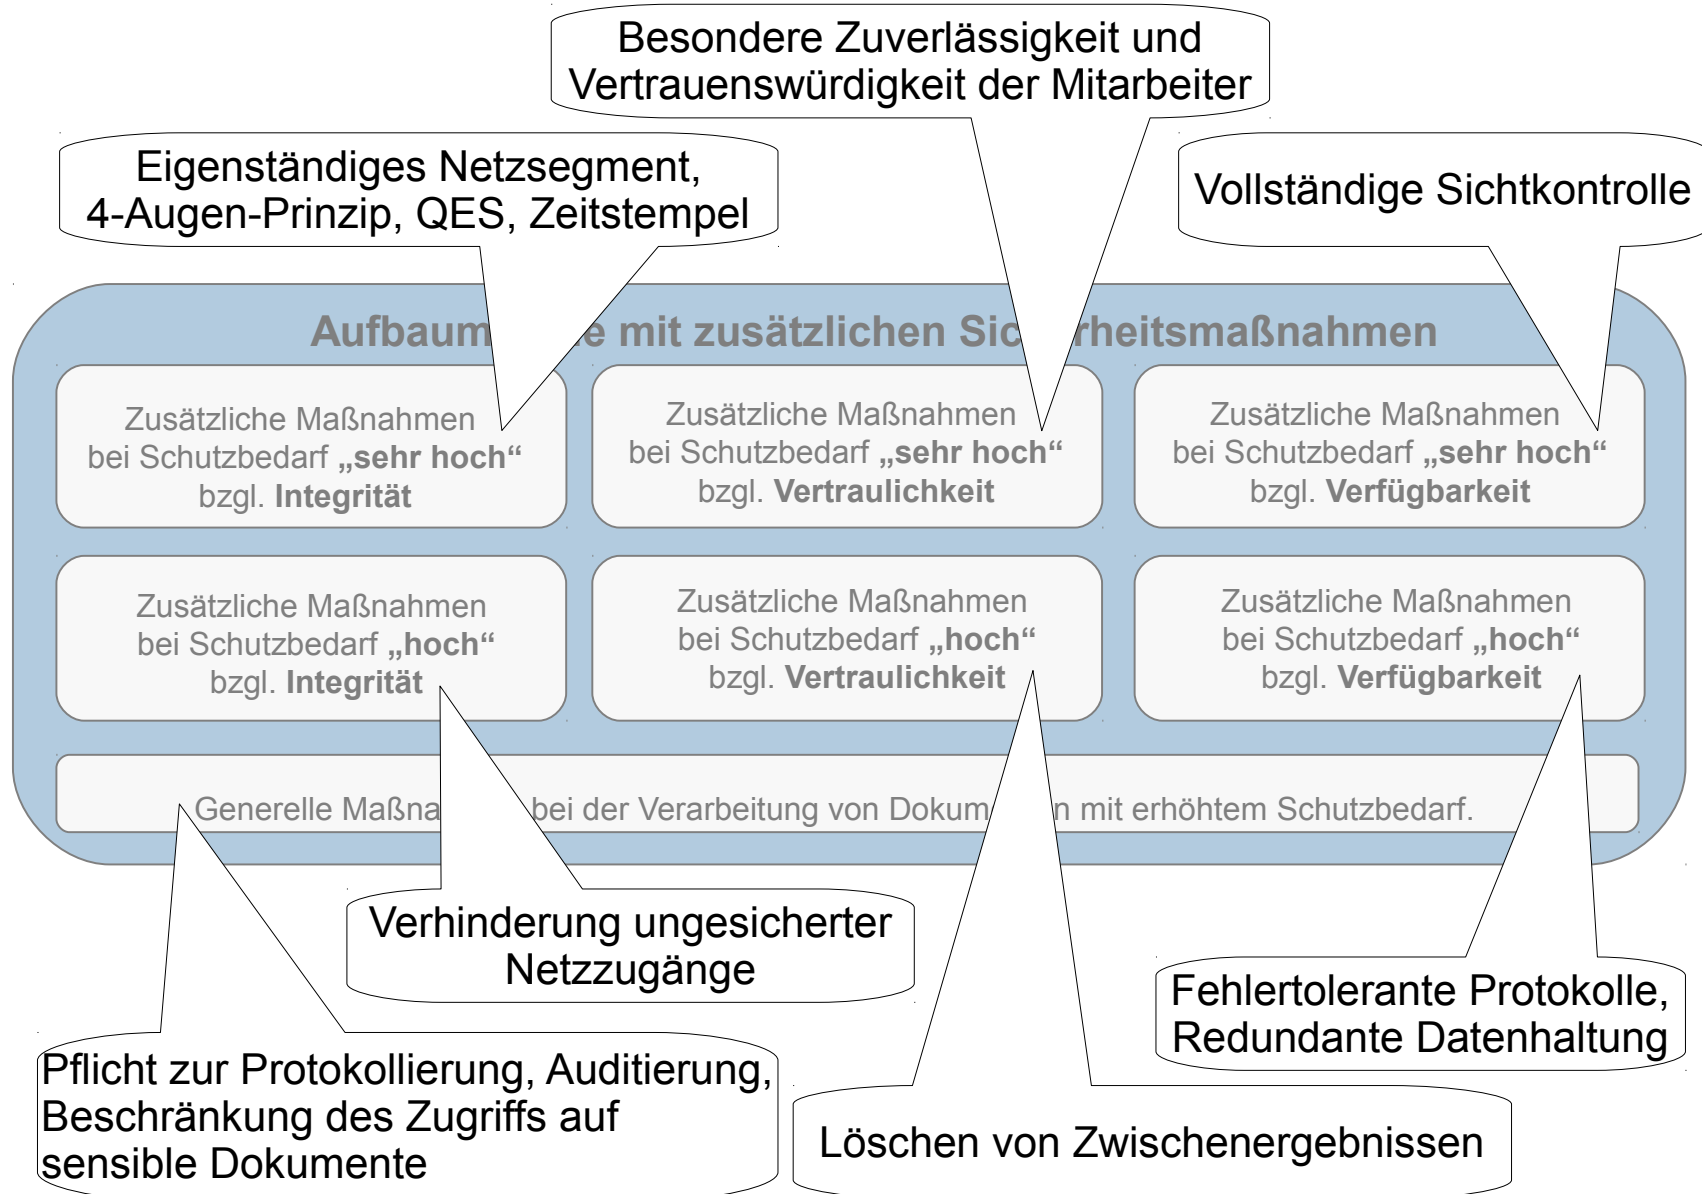 Besondere Zuverlässigkeit und
Vertrauenswürdigkeit der Mitarbeiter
Eigenständiges Netzsegment,
4-Augen-Prinzip, QES, Zeitstempel
Vollständige Sichtkontrolle
Aufbaum e mit zusätzlichen Sic rheitsmaßnahmen
Zusätzliche Maßnahmen
bei Schutzbedarf „sehr hoch“
bzgl. Integrität
Zusätzliche Maßnahmen
bei Schutzbedarf „sehr hoch“
bzgl. Vertraulichkeit
Zusätzliche Maßnahmen
bei Schutzbedarf „sehr hoch“
bzgl. Verfügbarkeit
Zusätzliche Maßnahmen
bei Schutzbedarf „hoch“
bzgl. Integrität
Zusätzliche Maßnahmen
bei Schutzbedarf „hoch“
bzgl. Vertraulichkeit
Zusätzliche Maßnahmen
bei Schutzbedarf „hoch“
bzgl. Verfügbarkeit
Generelle Maßna bei der Verarbeitung von Dokum n mit erhöhtem Schutzbedarf.
Verhinderung ungesicherter
Netzzugänge
Fehlertolerante Protokolle,
Redundante Datenhaltung
Pflicht zur Protokollierung, Auditierung,
Beschränkung des Zugriffs auf
sensible Dokumente
Löschen von Zwischenergebnissen